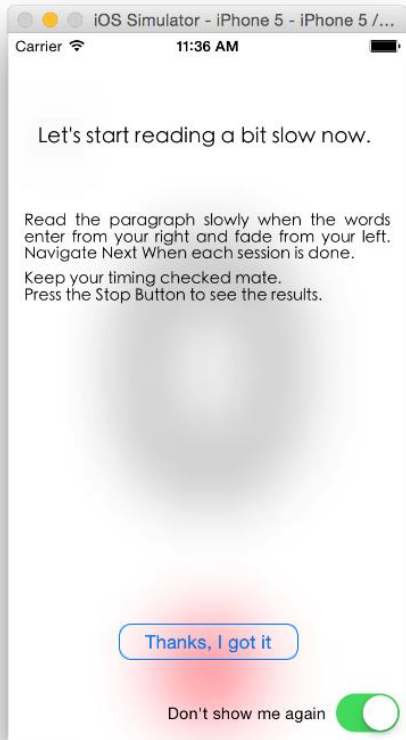 iOS Simulator - iPhone 5 - iPhone 5 /...
Carrier 11:36 AM
Let's start reading a bit slow now.
Read the paragraph slowly when the words
enter from your right and fade from your left.
Navigate Next When each session is done.
Keep your timing checked mate.
Press the Stop Button to see the results.
Thanks, I got it
Don't show me again